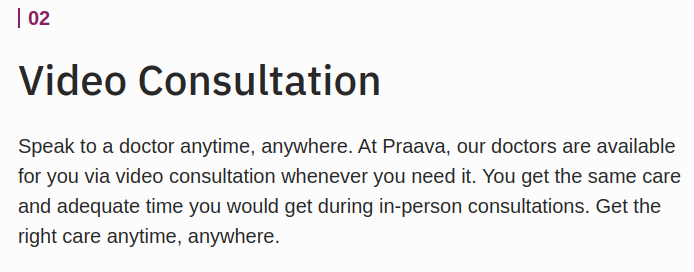 02
Video Consultation
Speak to a doctor anytime, anywhere. At Praava, our doctors are available
for you via video consultation whenever you need it. You get the same care
and adequate time you would get during in-person consultations. Get the
right care anytime, anywhere.